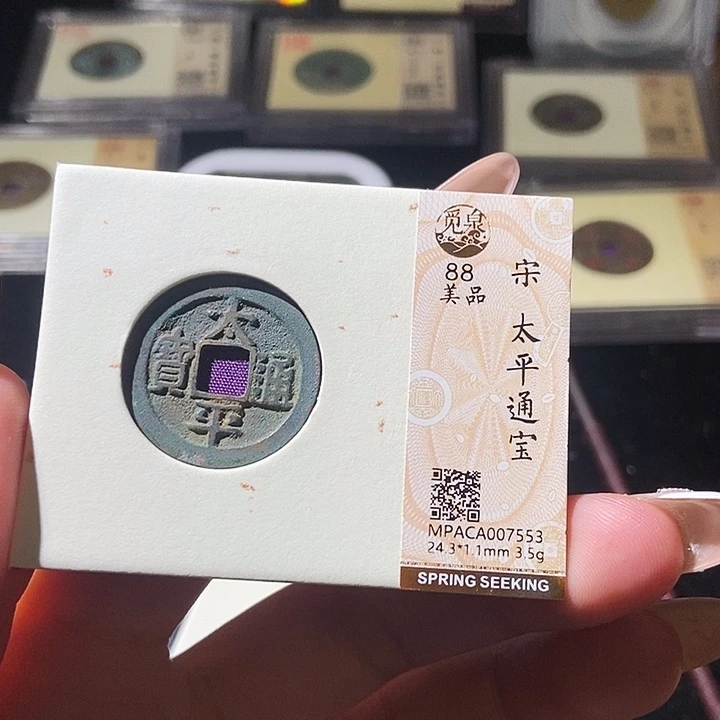 太平通寶
觅泉
88
美品
宋 太平通宝
MPACA007553
24.3*1.1mm 3.5g
SPRING SEEKING